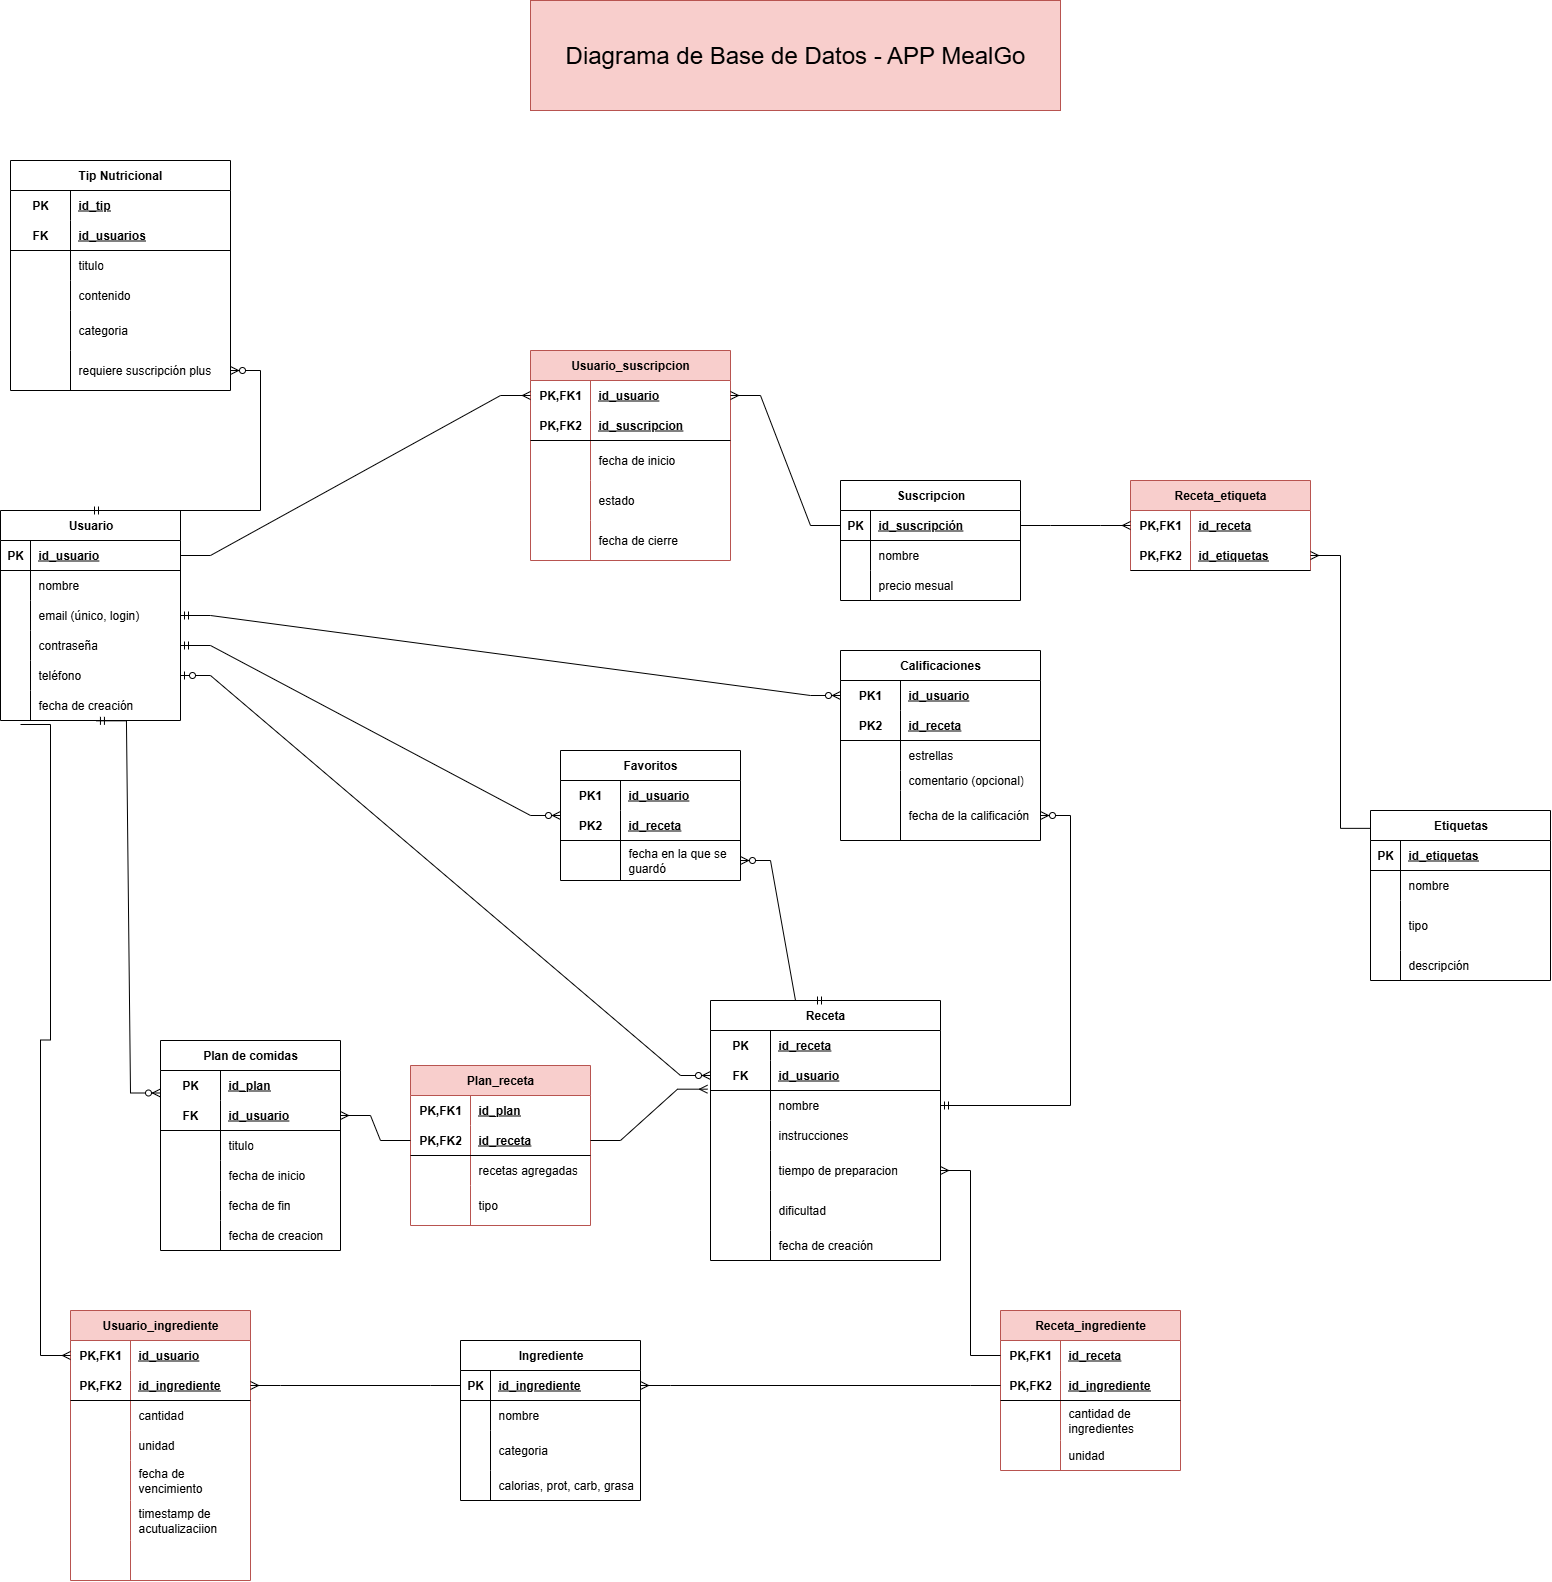 Diagrama de Base de Datos - APP MealGo
Tip Nutricional
PK id_tip
FK id_usuarios
titulo
contenido
categoria
requiere suscripción plus
Usuario_suscripcion
PK,FK1 id_usuario
PK,FK2 id_suscripcion
fecha de inicio
estado
fecha de cierre
Suscripcion
PK id_suscripción
nombre
precio mesual
Receta_etiqueta
PK,FK1 id_receta
PK,FK2 id_etiquetas
Usuario
PK id_usuario
nombre
email (único, login)
contraseña
teléfono
fecha de creación
Calificaciones
PK1 id_usuario
PK2 id_receta
estrellas
comentario (opcional)
fecha de la calificación
Favoritos
PK1 id_usuario
PK2 id_receta
fecha en la que se
guardó
Etiquetas
PK id_etiquetas
nombre
tipo
descripción
Plan de comidas
PK id_plan
FK id_usuario
titulo
fecha de inicio
fecha de fin
fecha de creacion
Plan_receta
PK,FK1 id_plan
PK,FK2 id_receta
recetas agregadas
tipo
Receta
PK id_receta
FK id_usuario
nombre
instrucciones
tiempo de preparacion
dificultad
fecha de creación
Usuario_ingrediente
PK,FK1 id_usuario
PK,FK2 id_ingrediente
cantidad
unidad
fecha de
vencimiento
timestamp de
acutualizaciion
Ingrediente
PK id_ingrediente
nombre
categoria
calorias, prot, carb, grasa
Receta_ingrediente
PK,FK1 id_receta
PK,FK2 id_ingrediente
cantidad de
ingredientes
unidad